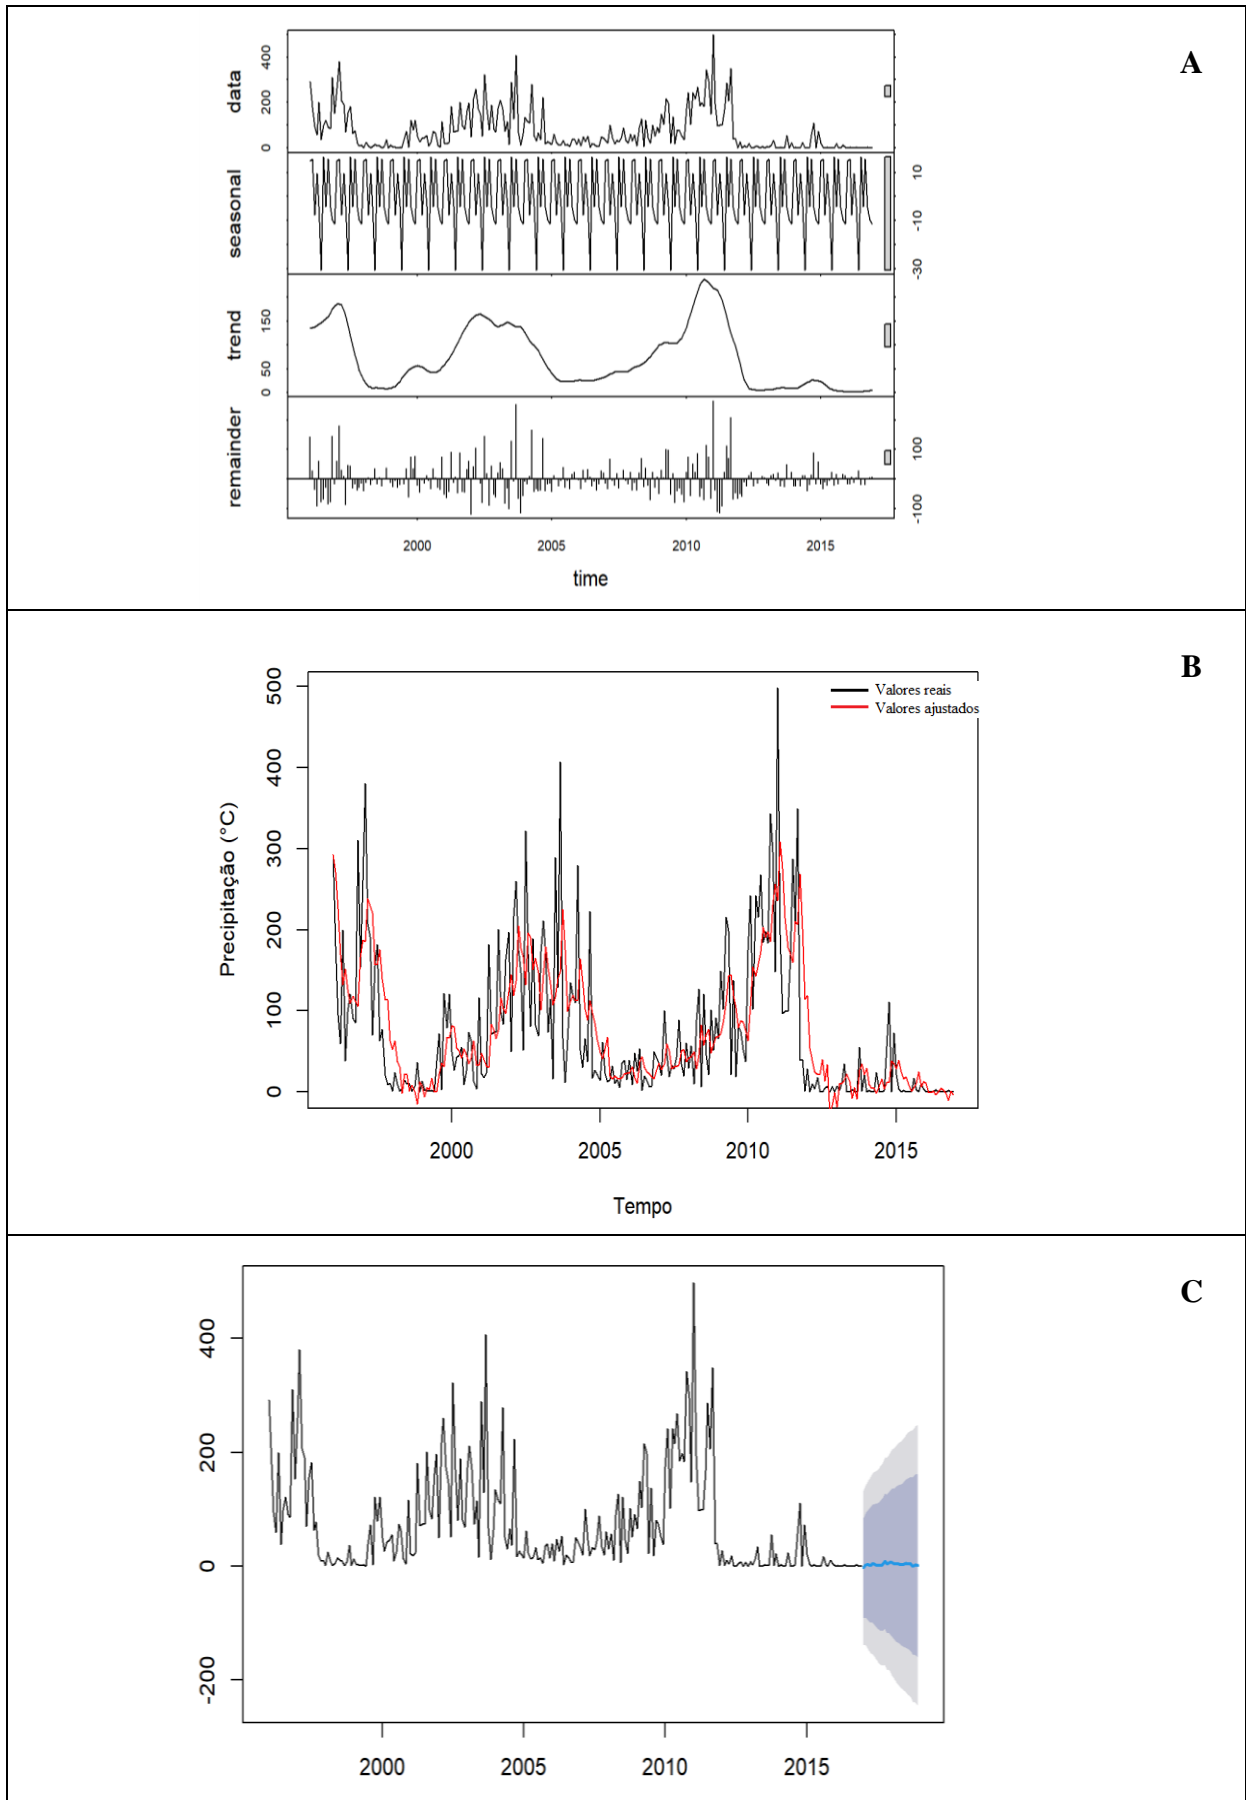 A
data
0 200 400
seasonal
-30 -10 10
trend
0 50 150
remainder
-100 100
2000 2005 2010 2015
time
B
Valores reais
Valores ajustados
Precipitação (°C)
500
400
300
200
100
0
2000 2005 2010 2015
Tempo
C
400
200
0
-200
2000 2005 2010 2015